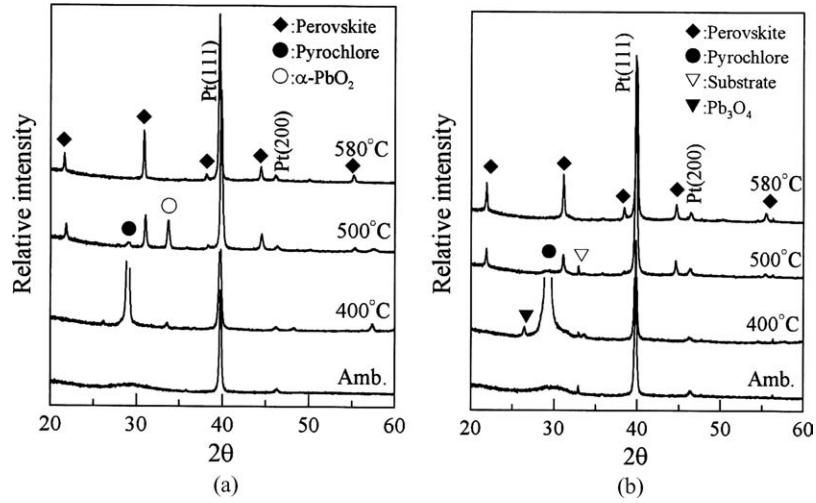 ◆:Perovskite
●:Pyrochlore
○:α-PbO₂
Pt(111)
Pt(200)
580°C
500°C
400°C
Amb.
Relative intensity
20 30 40 50 60
2θ
(a)
◆:Perovskite
●:Pyrochlore
▽:Substrate
▼:Pb₃O₄
Pt(111)
Pt(200)
580°C
500°C
400°C
Amb.
Relative intensity
20 30 40 50 60
2θ
(b)